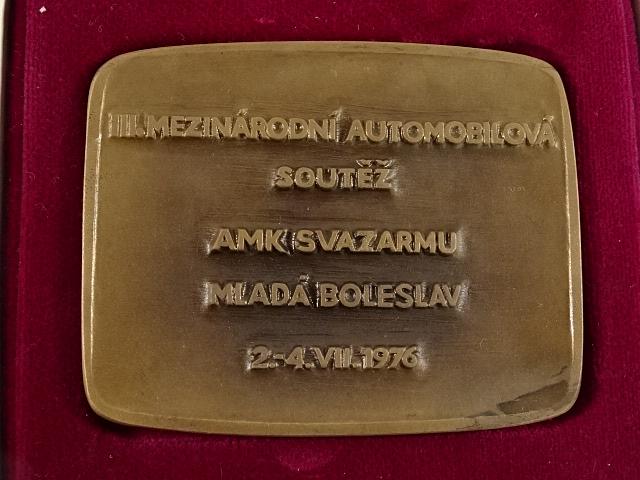 III. MEZINÁRODNÍ AUTOMOBILOVÁ
SOUTĚŽ
AMK SVAZARMU
MLADÁ BOLESLAV
2.-4. VII. 1976